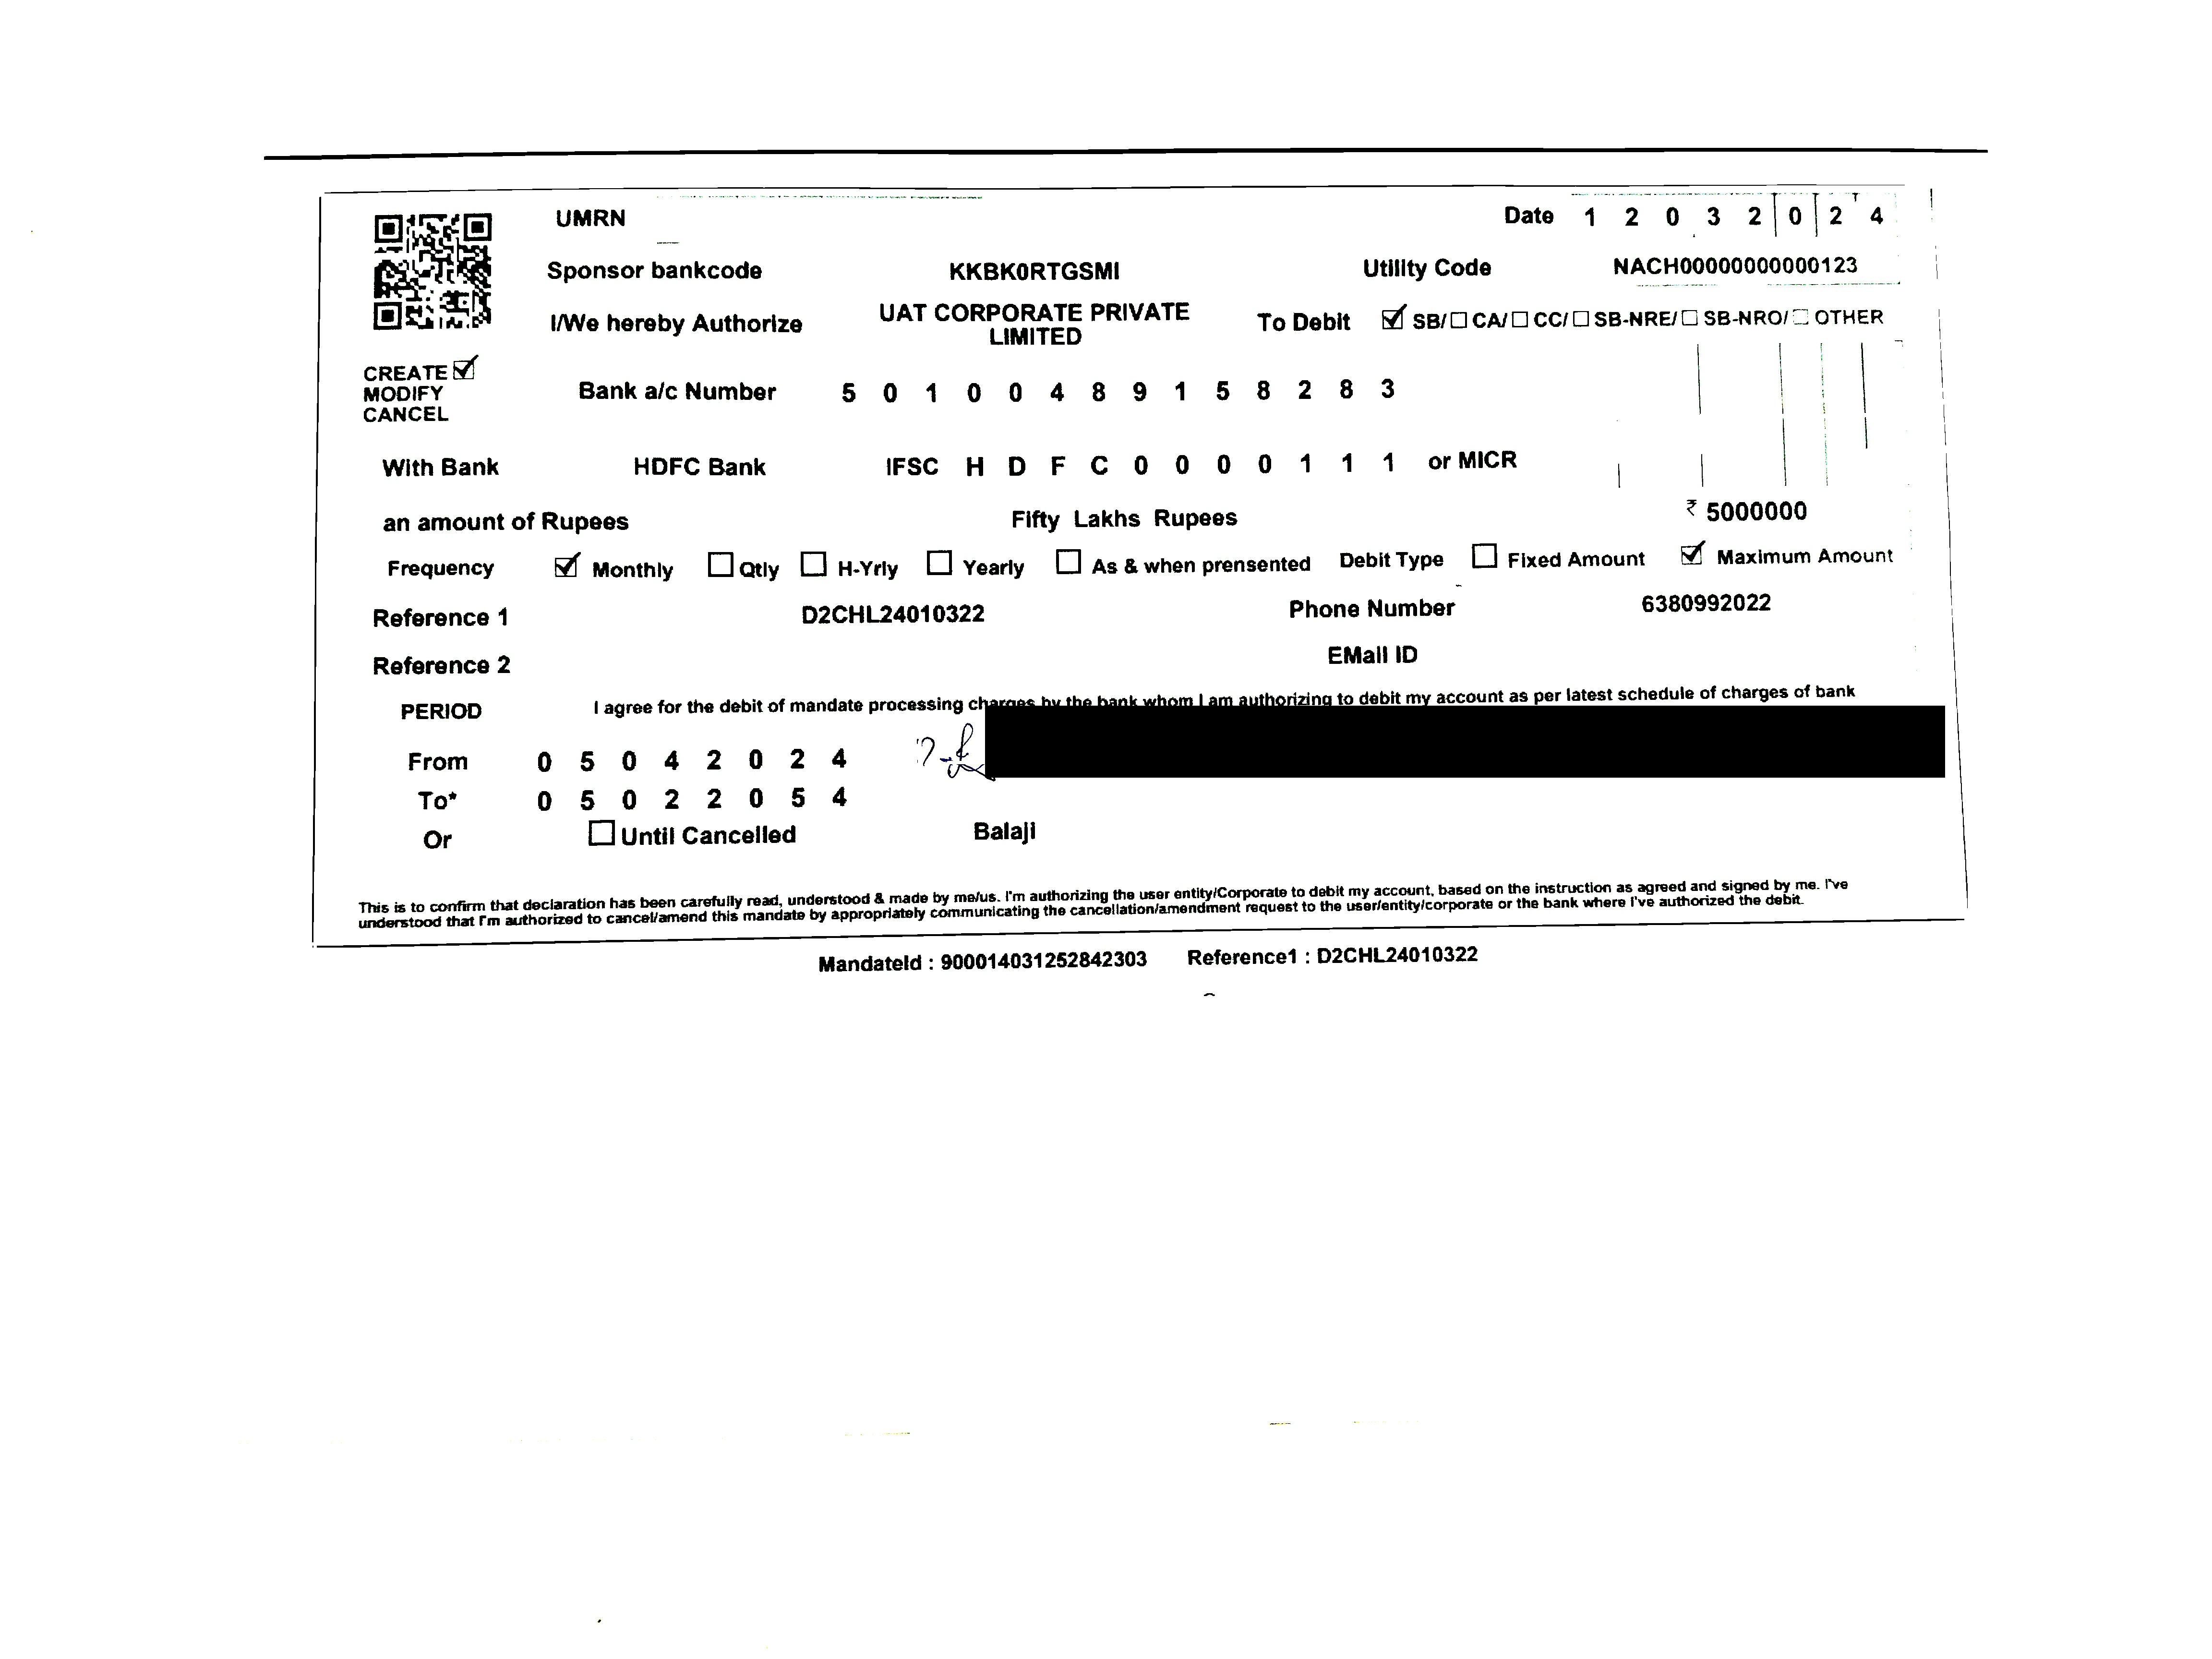 UMRN Date 1 2 0 3 2 0 2 4
Sponsor bankcode KKBK0RTGSMI Utility Code NACH00000000000123
I/We hereby Authorize UAT CORPORATE PRIVATE LIMITED To Debit SB/ CA/ CC/ SB-NRE/ SB-NRO/ OTHER
CREATE
MODIFY
CANCEL
Bank a/c Number 5 0 1 0 0 4 8 9 1 5 8 2 8 3
With Bank HDFC Bank IFSC H D F C 0 0 0 0 1 1 1 or MICR
an amount of Rupees Fifty Lakhs Rupees ₹ 5000000
Frequency Monthly Qtly H-Yrly Yearly As & when prensented Debit Type Fixed Amount Maximum Amount
Reference 1 D2CHL24010322 Phone Number 6380992022
Reference 2 EMail ID
PERIOD I agree for the debit of mandate processing charges by the bank whom I am authorizing to debit my account as per latest schedule of charges of bank
From 0 5 0 4 2 0 2 4
To* 0 5 0 2 2 0 5 4
Or Until Cancelled Balaji
This is to confirm that declaration has been carefully read, understood & made by me/us. I'm authorizing the user entity/Corporate to debit my account, based on the instruction as agreed and signed by me. I've
understood that I'm authorized to cancel/amend this mandate by appropriately communicating the cancellation/amendment request to the user/entity/corporate or the bank where I've authorized the debit.
MandateId : 900014031252842303 Reference1 : D2CHL24010322